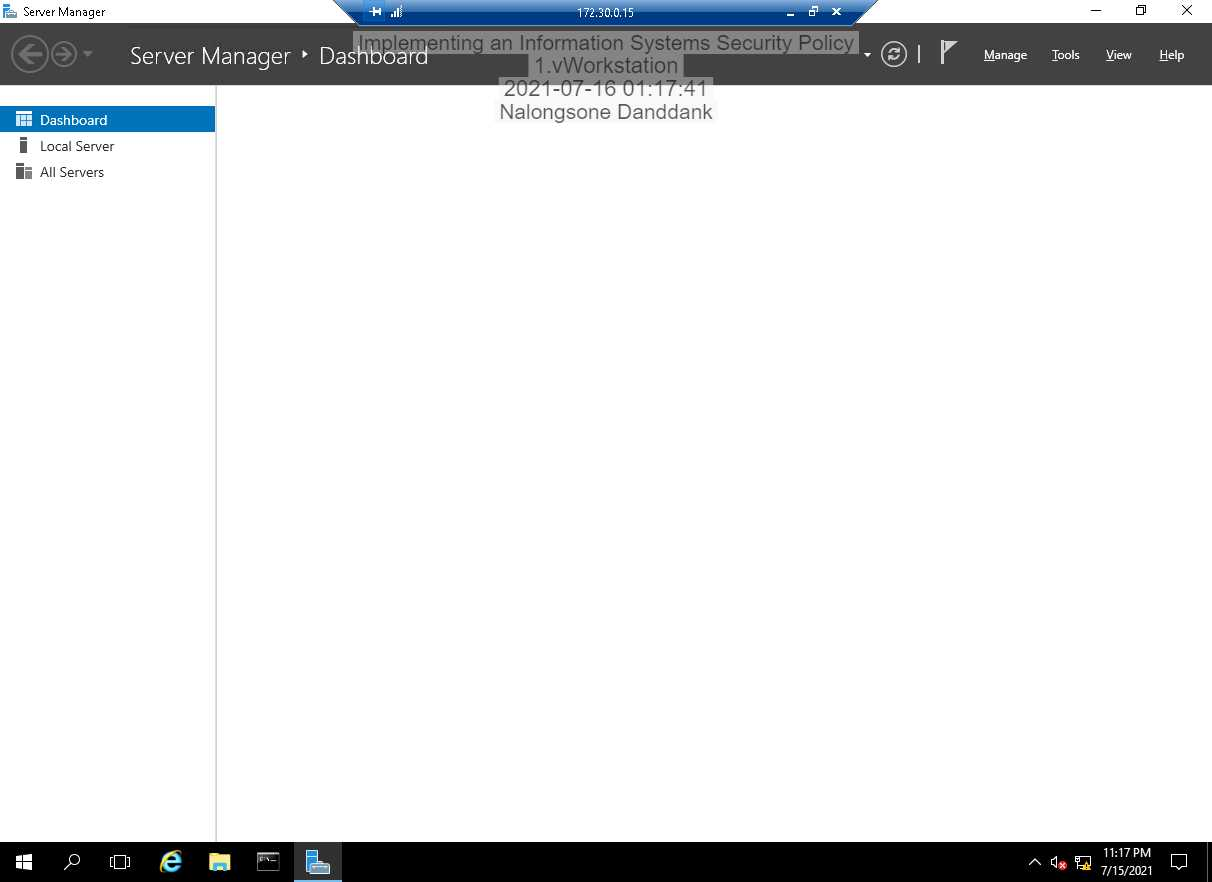 Server Manager
172.30.0.15
Implementing an Information Systems Security Policy
Server Manager Dashboard
Manage Tools View Help
1.vWorkstation
2021-07-16 01:17:41
Nalongsone Danddank
Dashboard
Local Server
All Servers
11:17 PM
7/15/2021